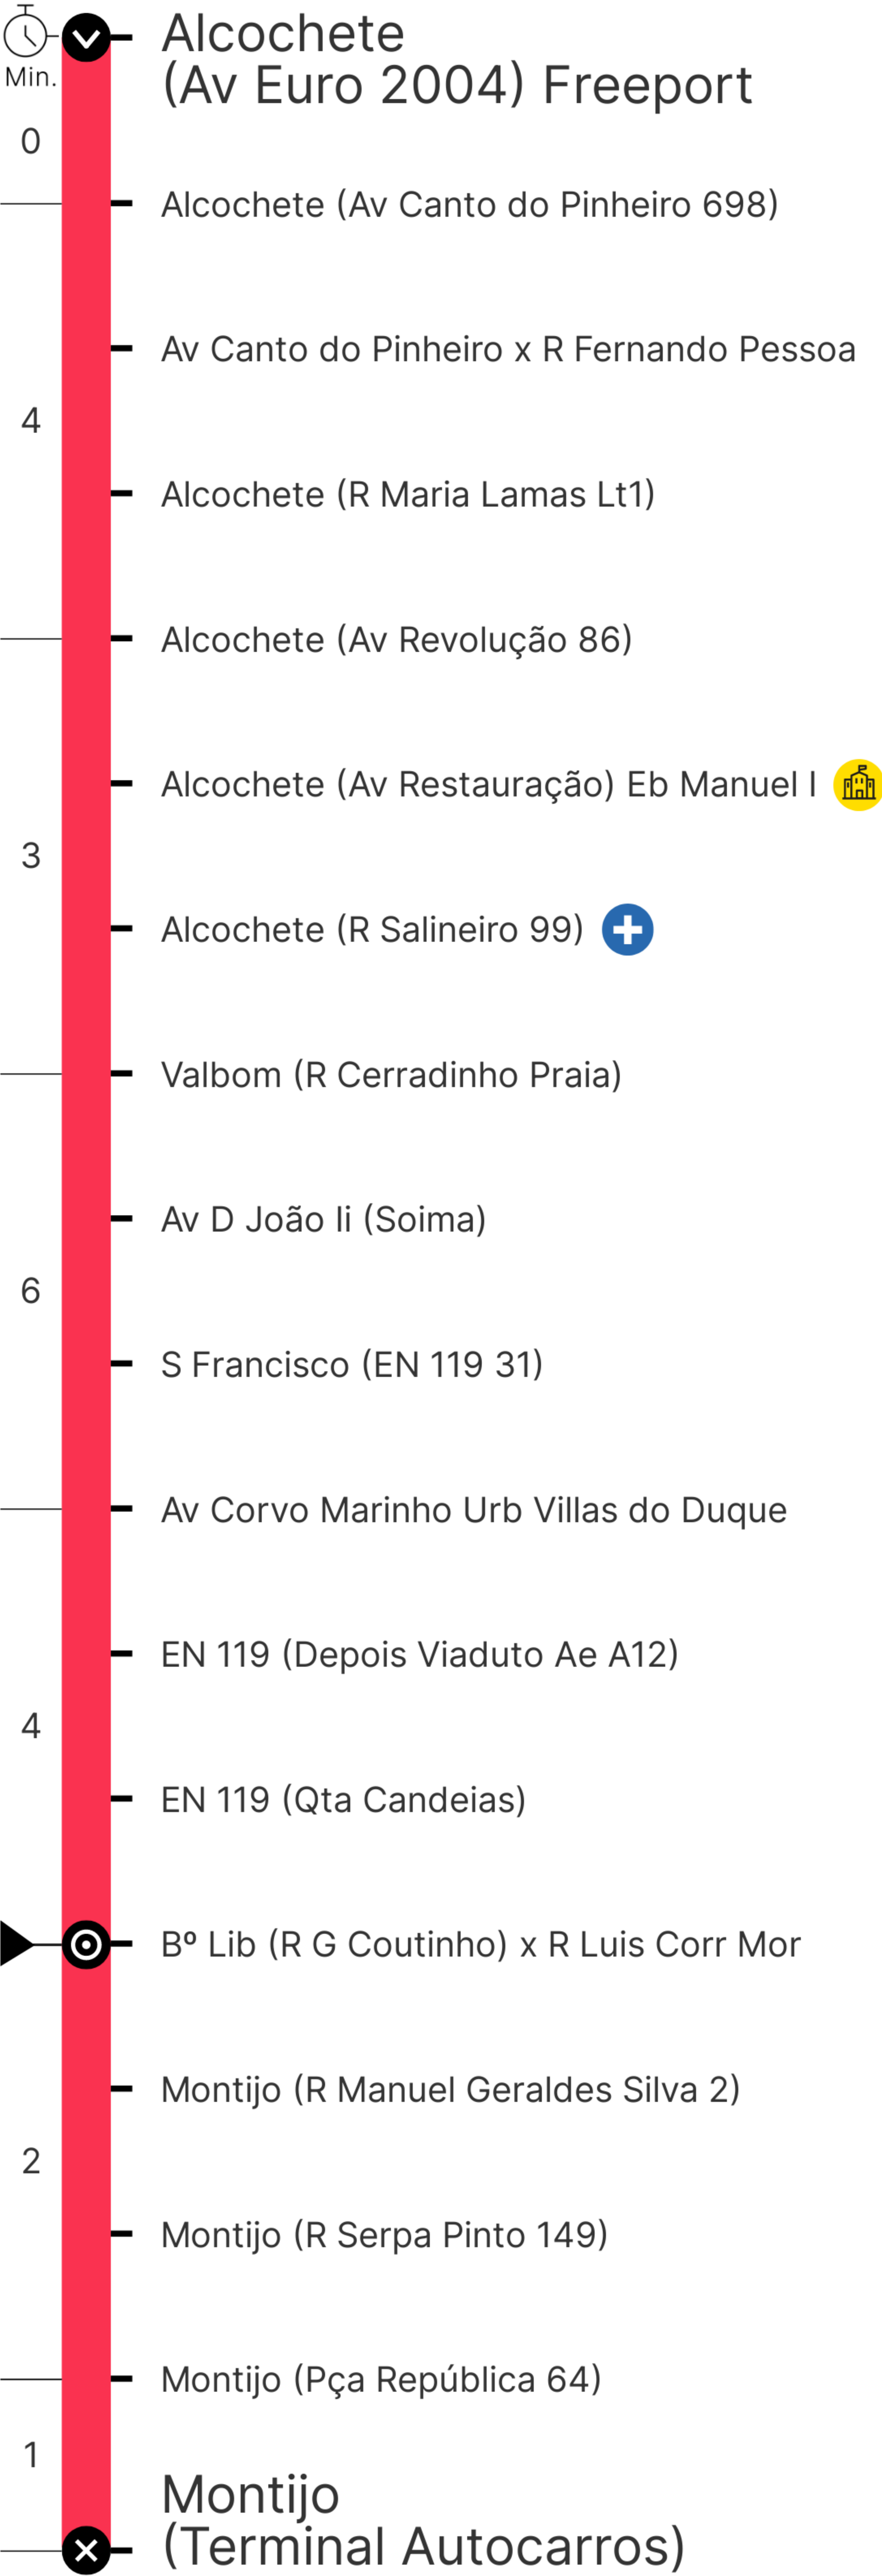 Alcochete
(Av Euro 2004) Freeport
Min.
0
Alcochete (Av Canto do Pinheiro 698)
Av Canto do Pinheiro x R Fernando Pessoa
4
Alcochete (R Maria Lamas Lt1)
Alcochete (Av Revolução 86)
Alcochete (Av Restauração) Eb Manuel I
3
Alcochete (R Salineiro 99)
Valbom (R Cerradinho Praia)
Av D João Ii (Soima)
6
S Francisco (EN 119 31)
Av Corvo Marinho Urb Villas do Duque
EN 119 (Depois Viaduto Ae A12)
4
EN 119 (Qta Candeias)
Bº Lib (R G Coutinho) x R Luis Corr Mor
Montijo (R Manuel Geraldes Silva 2)
2
Montijo (R Serpa Pinto 149)
Montijo (Pça República 64)
1
Montijo
(Terminal Autocarros)